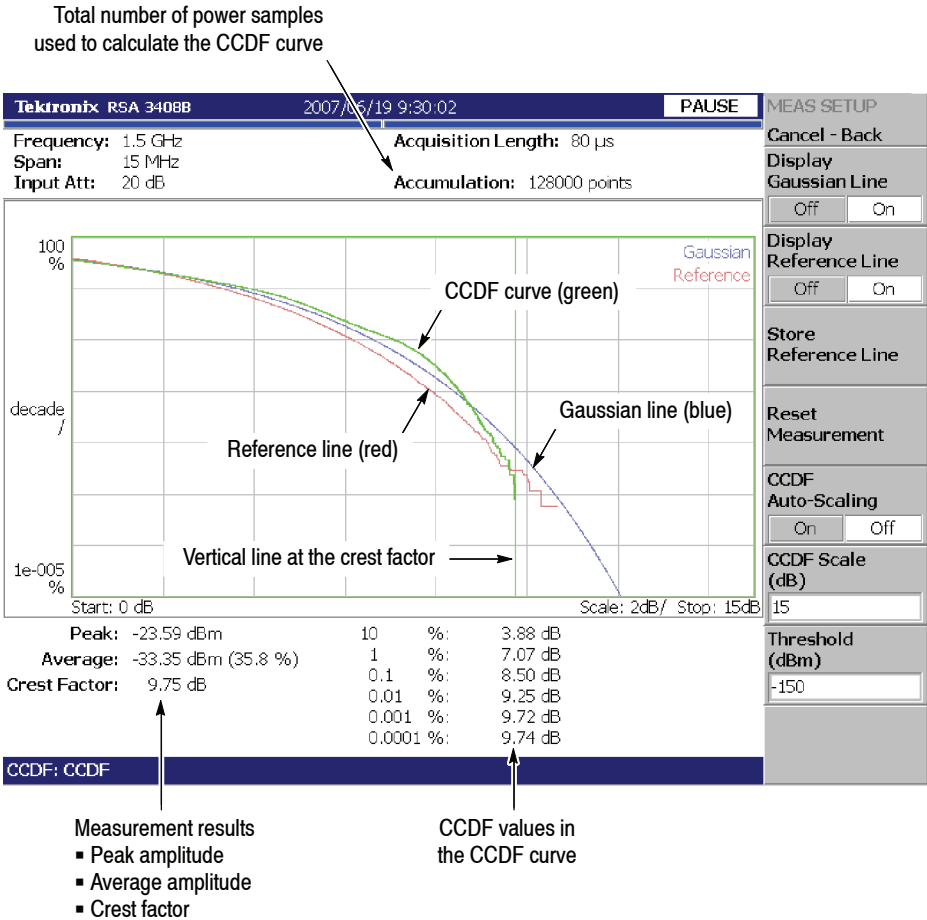 Total number of power samples
used to calculate the CCDF curve
Tektronix RSA 3408B 2007/06/19 9:30:02 PAUSE
Frequency: 1.5 GHz Acquisition Length: 80 µs
Span: 15 MHz
Input Att: 20 dB Accumulation: 128000 points
MEAS SETUP
Cancel - Back
Display
Gaussian Line
Off On
Display
Reference Line
Off On
Store
Reference Line
Reset
Measurement
CCDF
Auto-Scaling
On Off
CCDF Scale
(dB)
15
Threshold
(dBm)
-150
100
%
decade
/
1e-005
%
Gaussian
Reference
CCDF curve (green)
Gaussian line (blue)
Reference line (red)
Vertical line at the crest factor
Start: 0 dB Scale: 2dB/ Stop: 15dB
Peak: -23.59 dBm
Average: -33.35 dBm (35.8 %)
Crest Factor: 9.75 dB
10 %: 3.88 dB
1 %: 7.07 dB
0.1 %: 8.50 dB
0.01 %: 9.25 dB
0.001 %: 9.72 dB
0.0001 %: 9.74 dB
CCDF: CCDF
Measurement results
▪ Peak amplitude
▪ Average amplitude
▪ Crest factor
CCDF values in
the CCDF curve